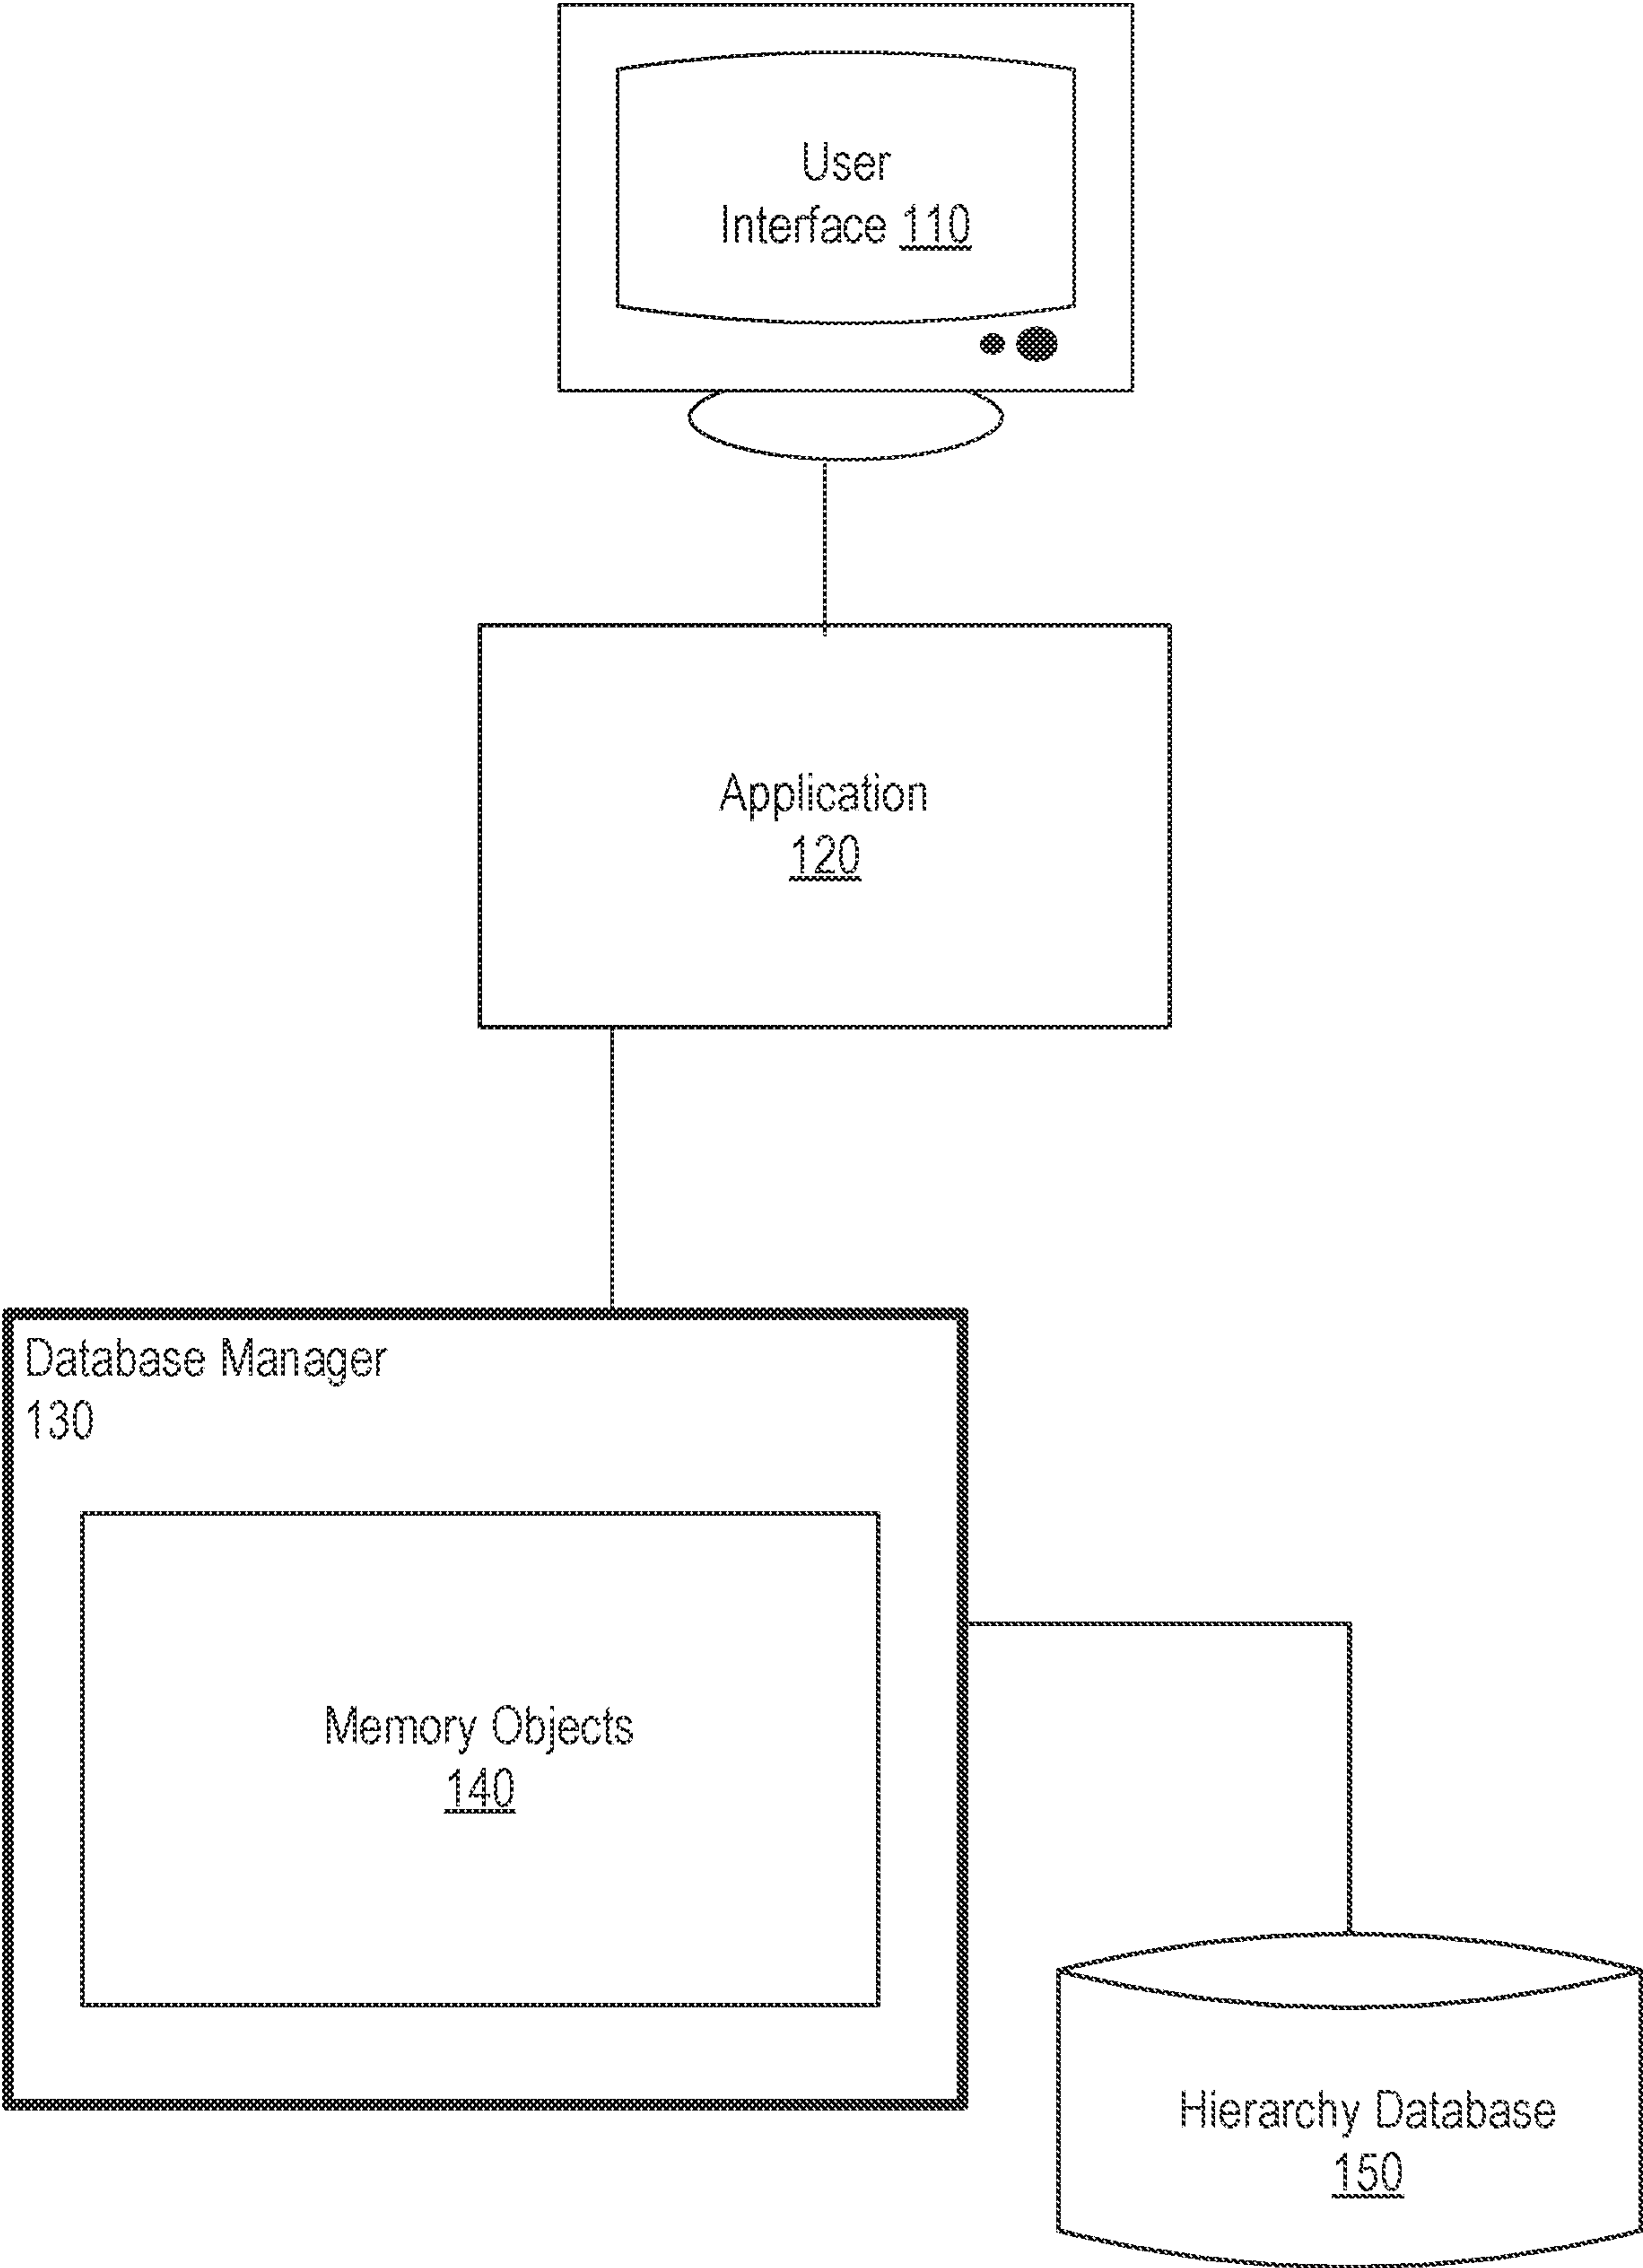 User
Interface 110
Application
120
Database Manager
130
Memory Objects
140
Hierarchy Database
150